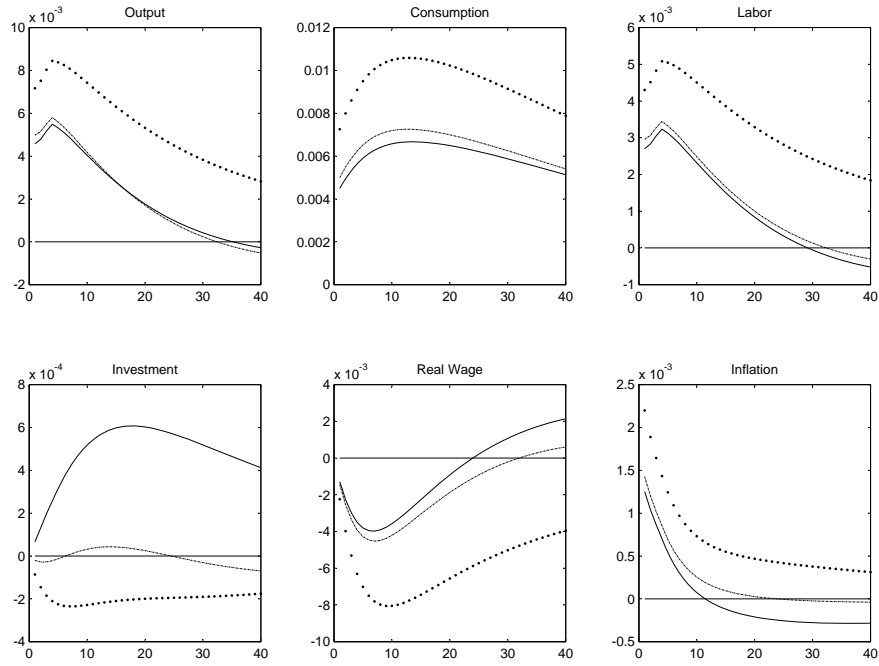 Output
x 10-3
10
8
6
4
2
0
-2
0 10 20 30 40
Consumption
0.012
0.01
0.008
0.006
0.004
0.002
0
0 10 20 30 40
Labor
x 10-3
6
5
4
3
2
1
0
-1
0 10 20 30 40
Investment
x 10-4
8
6
4
2
0
-2
-4
0 10 20 30 40
Real Wage
x 10-3
4
2
0
-2
-4
-6
-8
-10
0 10 20 30 40
Inflation
x 10-3
2.5
2
1.5
1
0.5
0
-0.5
0 10 20 30 40